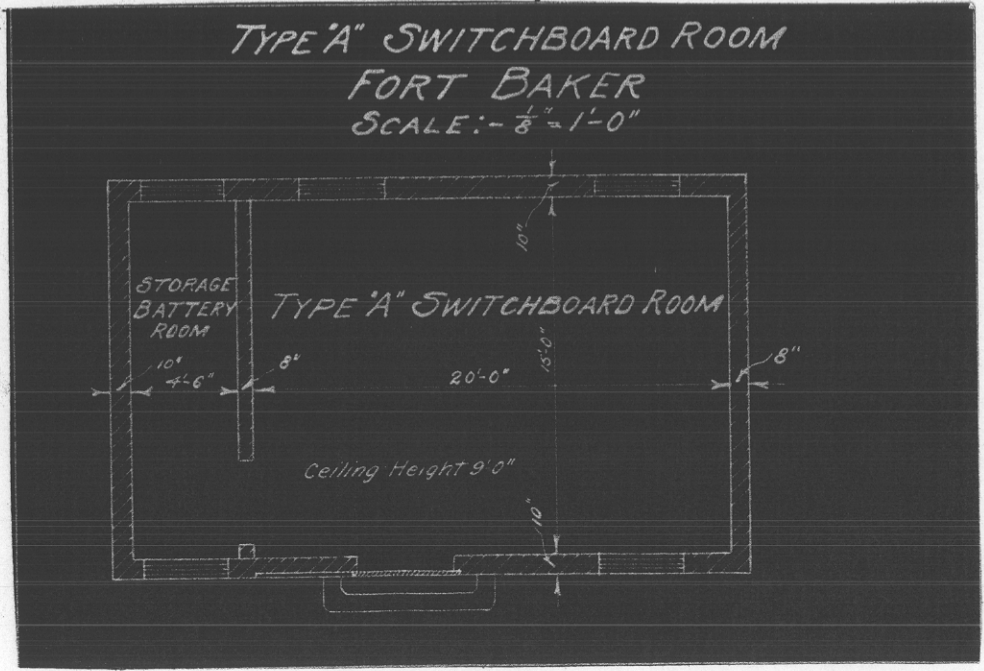 TYPE "A" SWITCHBOARD ROOM
FORT BAKER
SCALE:- 1/8" = 1'-0"
10"
STORAGE
BATTERY
ROOM
TYPE "A" SWITCHBOARD ROOM
10"
4'-6"
8"
20'-0"
15'-0"
8"
Ceiling Height 9'0"
10"